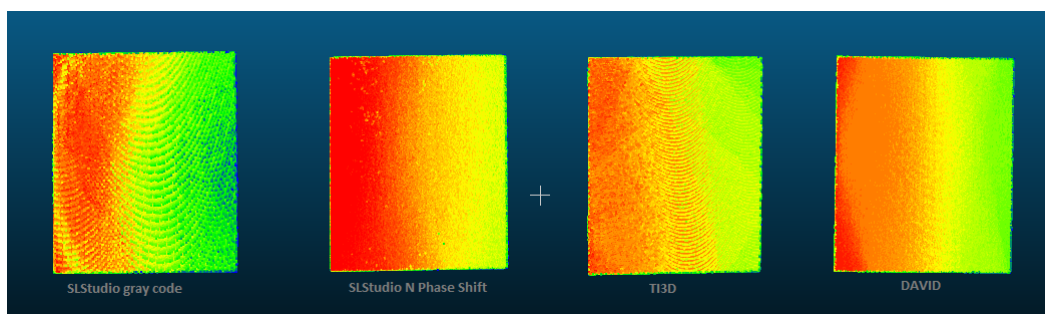 SLStudio gray code
SLStudio N Phase Shift
TI3D
DAVID